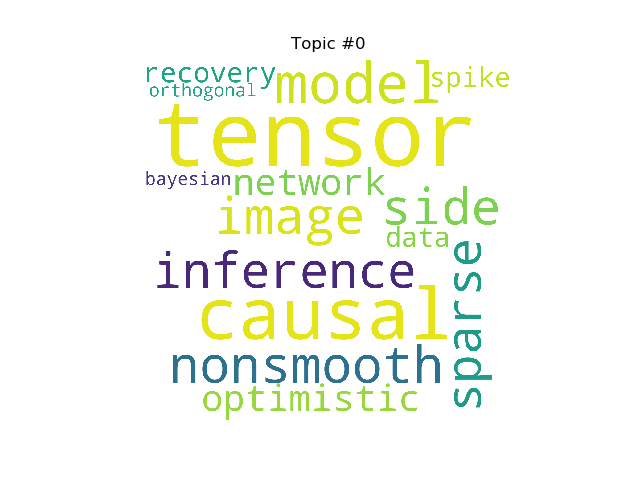 Topic #0
recovery model spike
orthogonal
tensor
bayesian network
image side
data
inference sparse
causal
nonsmooth
optimistic